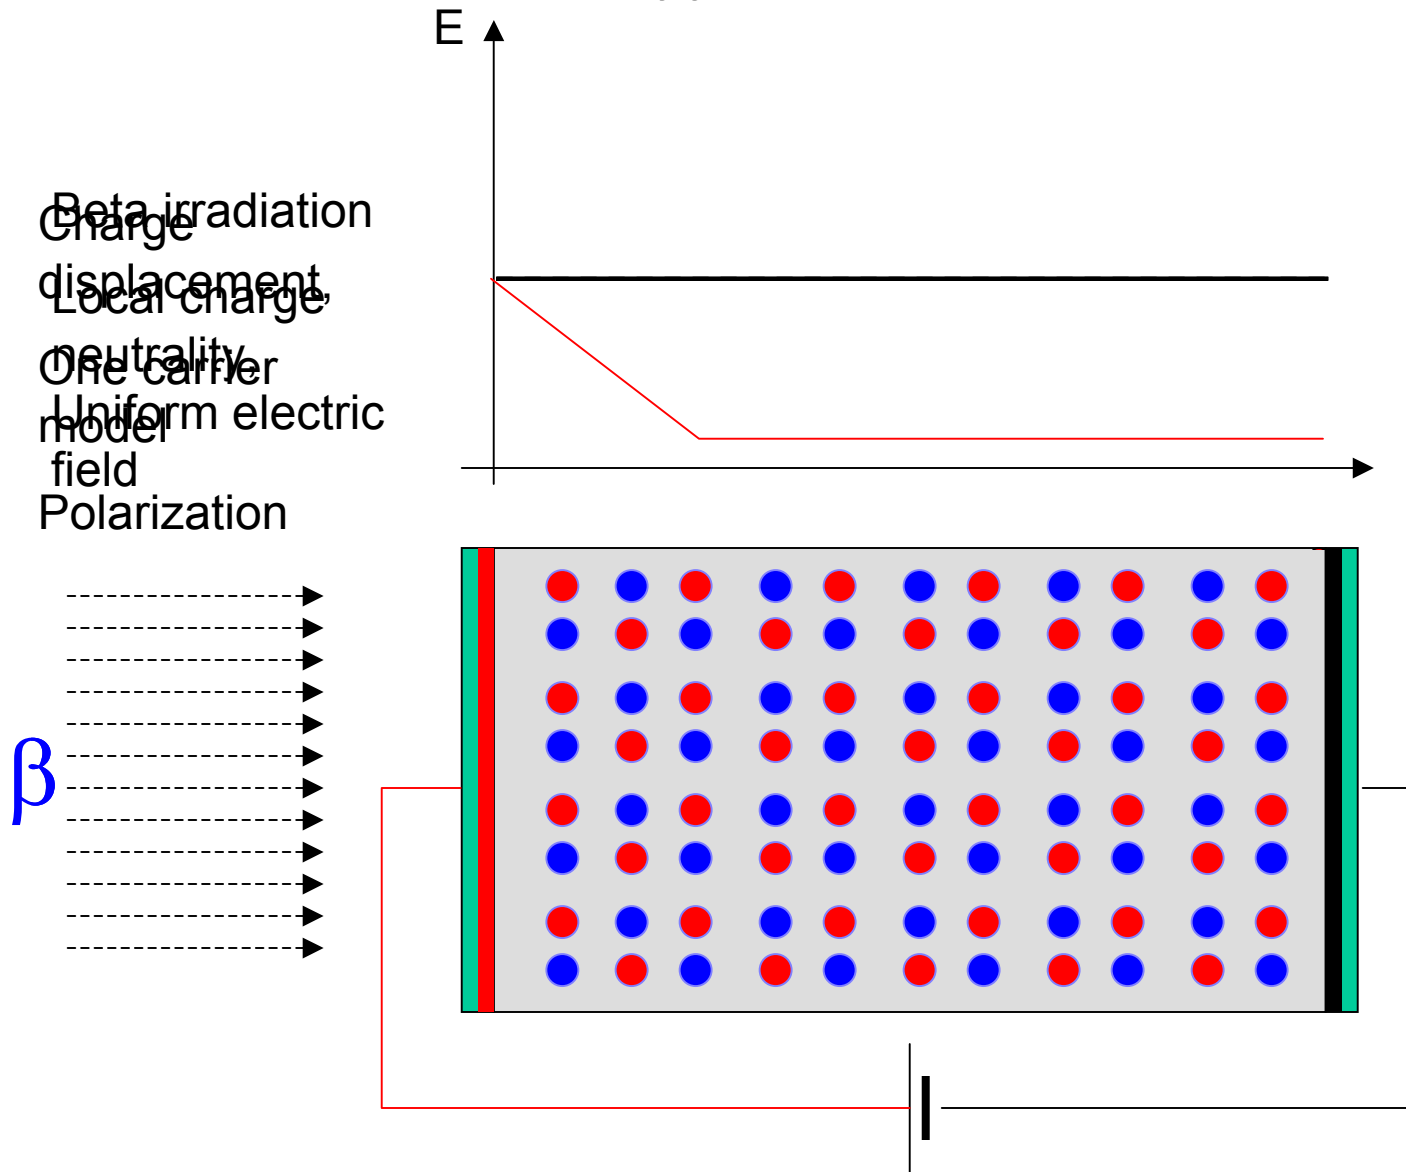 E
Beta irradiation
Local charge
neutrality,
Uniform electric
field
Charge
displacement,
One carrier
model
Polarization
β